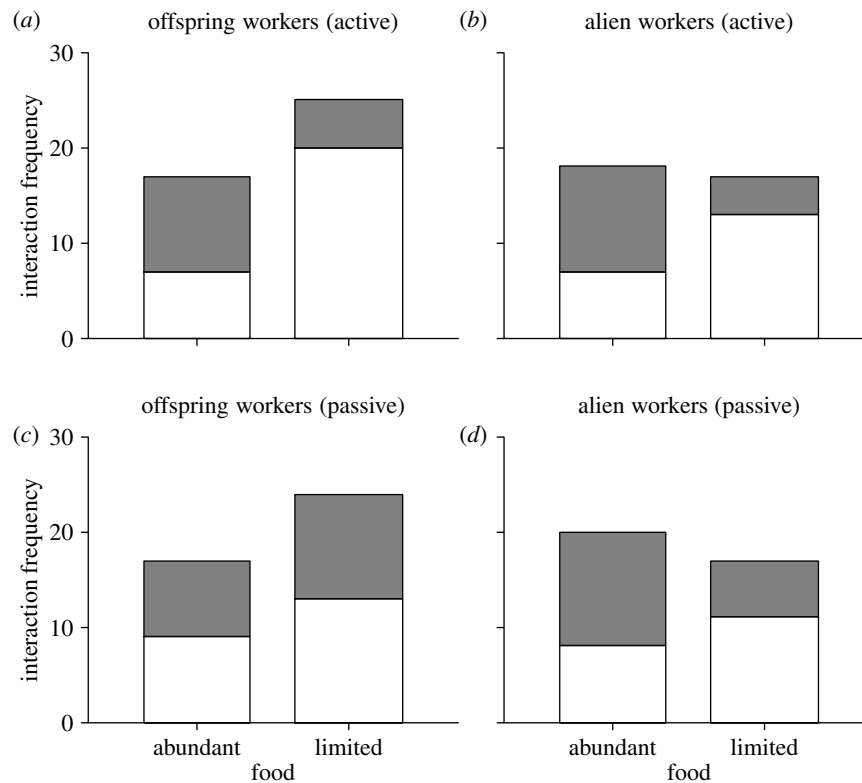 (a) offspring workers (active)
30
20
10
0
interaction frequency
(b) alien workers (active)
(c) offspring workers (passive)
30
20
10
0
interaction frequency
abundant limited
food
(d) alien workers (passive)
abundant limited
food